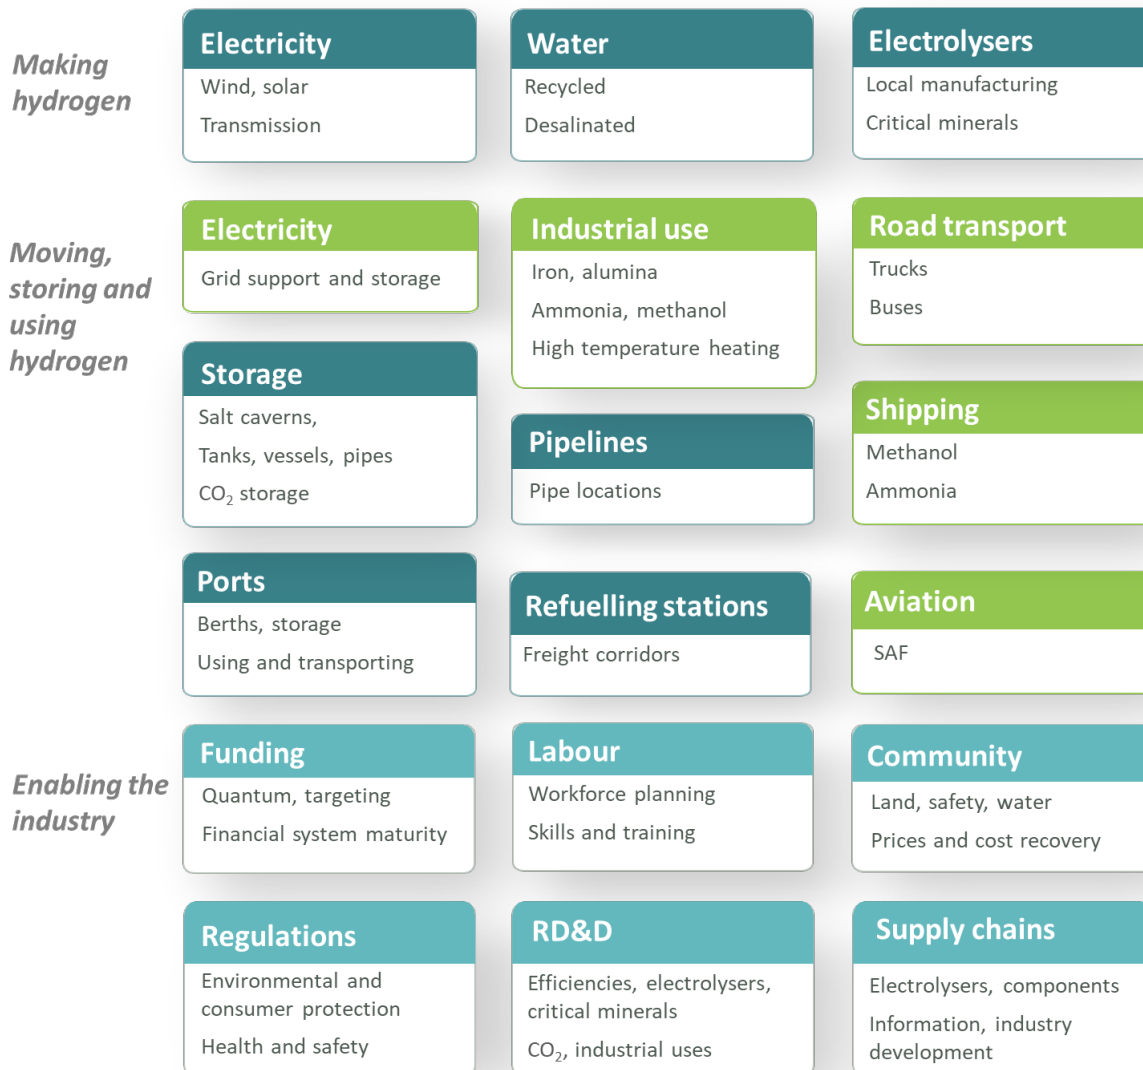 Making
hydrogen
Electricity
Wind, solar
Transmission
Water
Recycled
Desalinated
Electrolysers
Local manufacturing
Critical minerals
Moving,
storing and
using
hydrogen
Electricity
Grid support and storage
Industrial use
Iron, alumina
Ammonia, methanol
High temperature heating
Road transport
Trucks
Buses
Storage
Salt caverns,
Tanks, vessels, pipes
CO₂ storage
Pipelines
Pipe locations
Shipping
Methanol
Ammonia
Ports
Berths, storage
Using and transporting
Refuelling stations
Freight corridors
Aviation
SAF
Enabling the
industry
Funding
Quantum, targeting
Financial system maturity
Labour
Workforce planning
Skills and training
Community
Land, safety, water
Prices and cost recovery
Regulations
Environmental and
consumer protection
Health and safety
RD&D
Efficiencies, electrolysers,
critical minerals
CO₂, industrial uses
Supply chains
Electrolysers, components
Information, industry
development